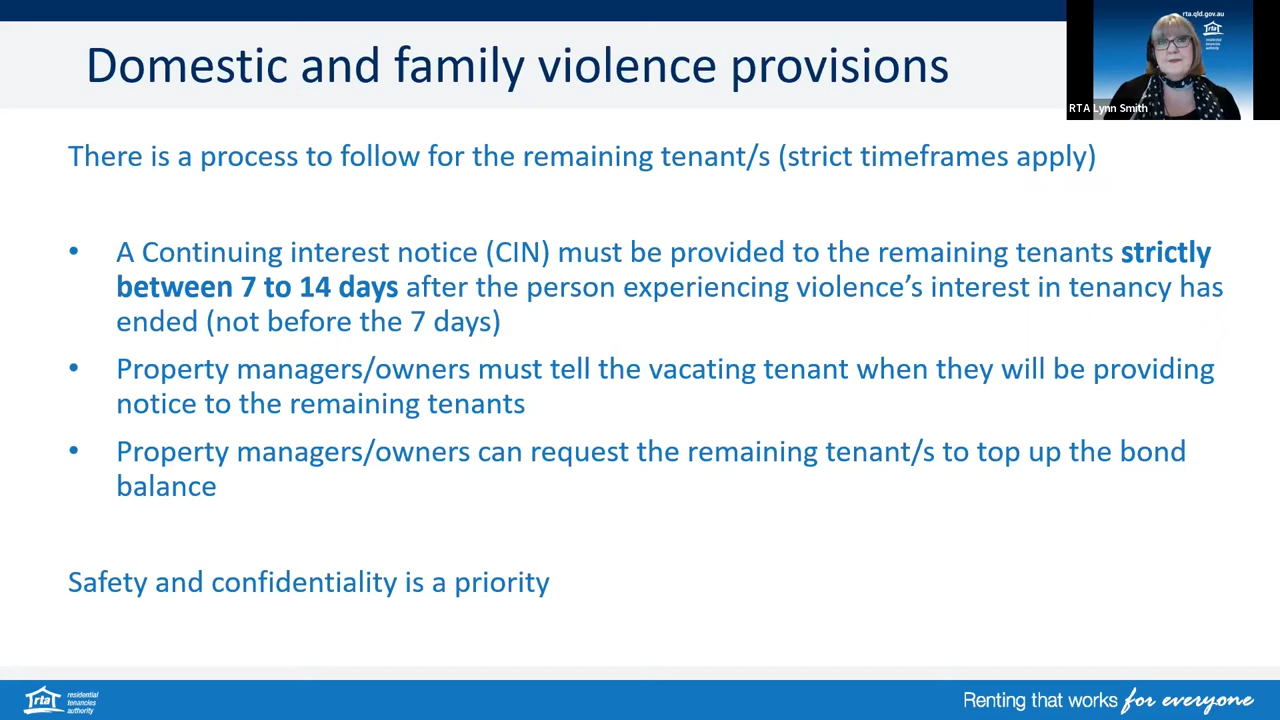 Domestic and family violence provisions
rta.qld.gov.au
rta
residential
tenancies
authority
RTA Lynn Smith
There is a process to follow for the remaining tenant/s (strict timeframes apply)
• A Continuing interest notice (CIN) must be provided to the remaining tenants strictly
between 7 to 14 days after the person experiencing violence’s interest in tenancy has
ended (not before the 7 days)
• Property managers/owners must tell the vacating tenant when they will be providing
notice to the remaining tenants
• Property managers/owners can request the remaining tenant/s to top up the bond
balance
Safety and confidentiality is a priority
rta
residential
tenancies
authority
Renting that works for everyone